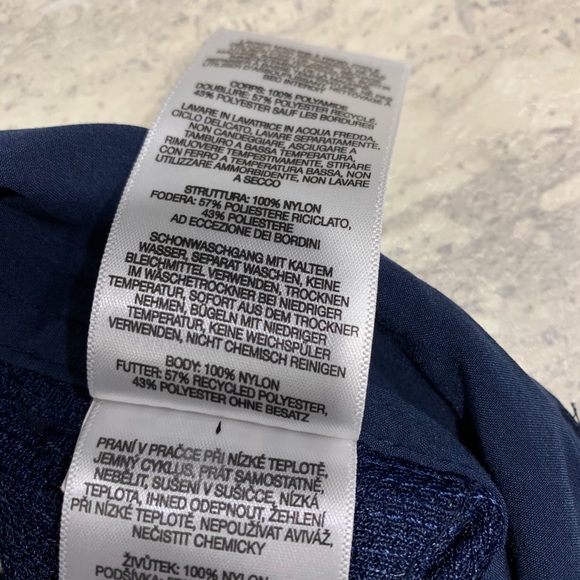 SEC INTERDIT
CORPS: 100% POLYAMIDE
DOUBLURE: 57% POLYESTER RECYCLÉ,
43% POLYESTER SAUF LES BORDURES
LAVARE IN LAVATRICE IN ACQUA FREDDA,
CICLO DELICATO, LAVARE SEPARATAMENTE,
NON CANDEGGIARE, ASCIUGARE A
TAMBURO A BASSA TEMPERATURA,
RIMUOVERE TEMPESTIVAMENTE, STIRARE
CON FERRO A TEMPERATURA BASSA, NON
UTILIZZARE AMMORBIDENTE, NON LAVARE
A SECCO
STRUTTURA: 100% NYLON
FODERA: 57% POLIESTERE RICICLATO,
43% POLIESTERE
AD ECCEZIONE DEI BORDINI
SCHONWASCHGANG MIT KALTEM
WASSER, SEPARAT WASCHEN, KEINE
BLEICHMITTEL VERWENDEN, TROCKNEN
IM WÄSCHETROCKNER BEI NIEDRIGER
TEMPERATUR, SOFORT AUS DEM TROCKNER
NEHMEN, BÜGELN MIT NIEDRIGER
TEMPERATUR, KEINE WEICHSPÜLER
VERWENDEN, NICHT CHEMISCH REINIGEN
BODY: 100% NYLON
FUTTER: 57% RECYCLED POLYESTER,
43% POLYESTER OHNE BESATZ
PRANÍ V PRAČCE PŘI NÍZKÉ TEPLOTĚ,
JEMNÝ CYKLUS, PRÁT SAMOSTATNĚ,
NEBĚLIT, SUŠENÍ V SUŠIČCE, NÍZKÁ
TEPLOTA, IHNED ODEPNOUT, ŽEHLENÍ
PŘI NÍZKÉ TEPLOTĚ, NEPOUŽÍVAT AVIVÁŽ,
NEČISTIT CHEMICKY
ŽIVŮTEK: 100% NYLON
PODŠÍVKA: